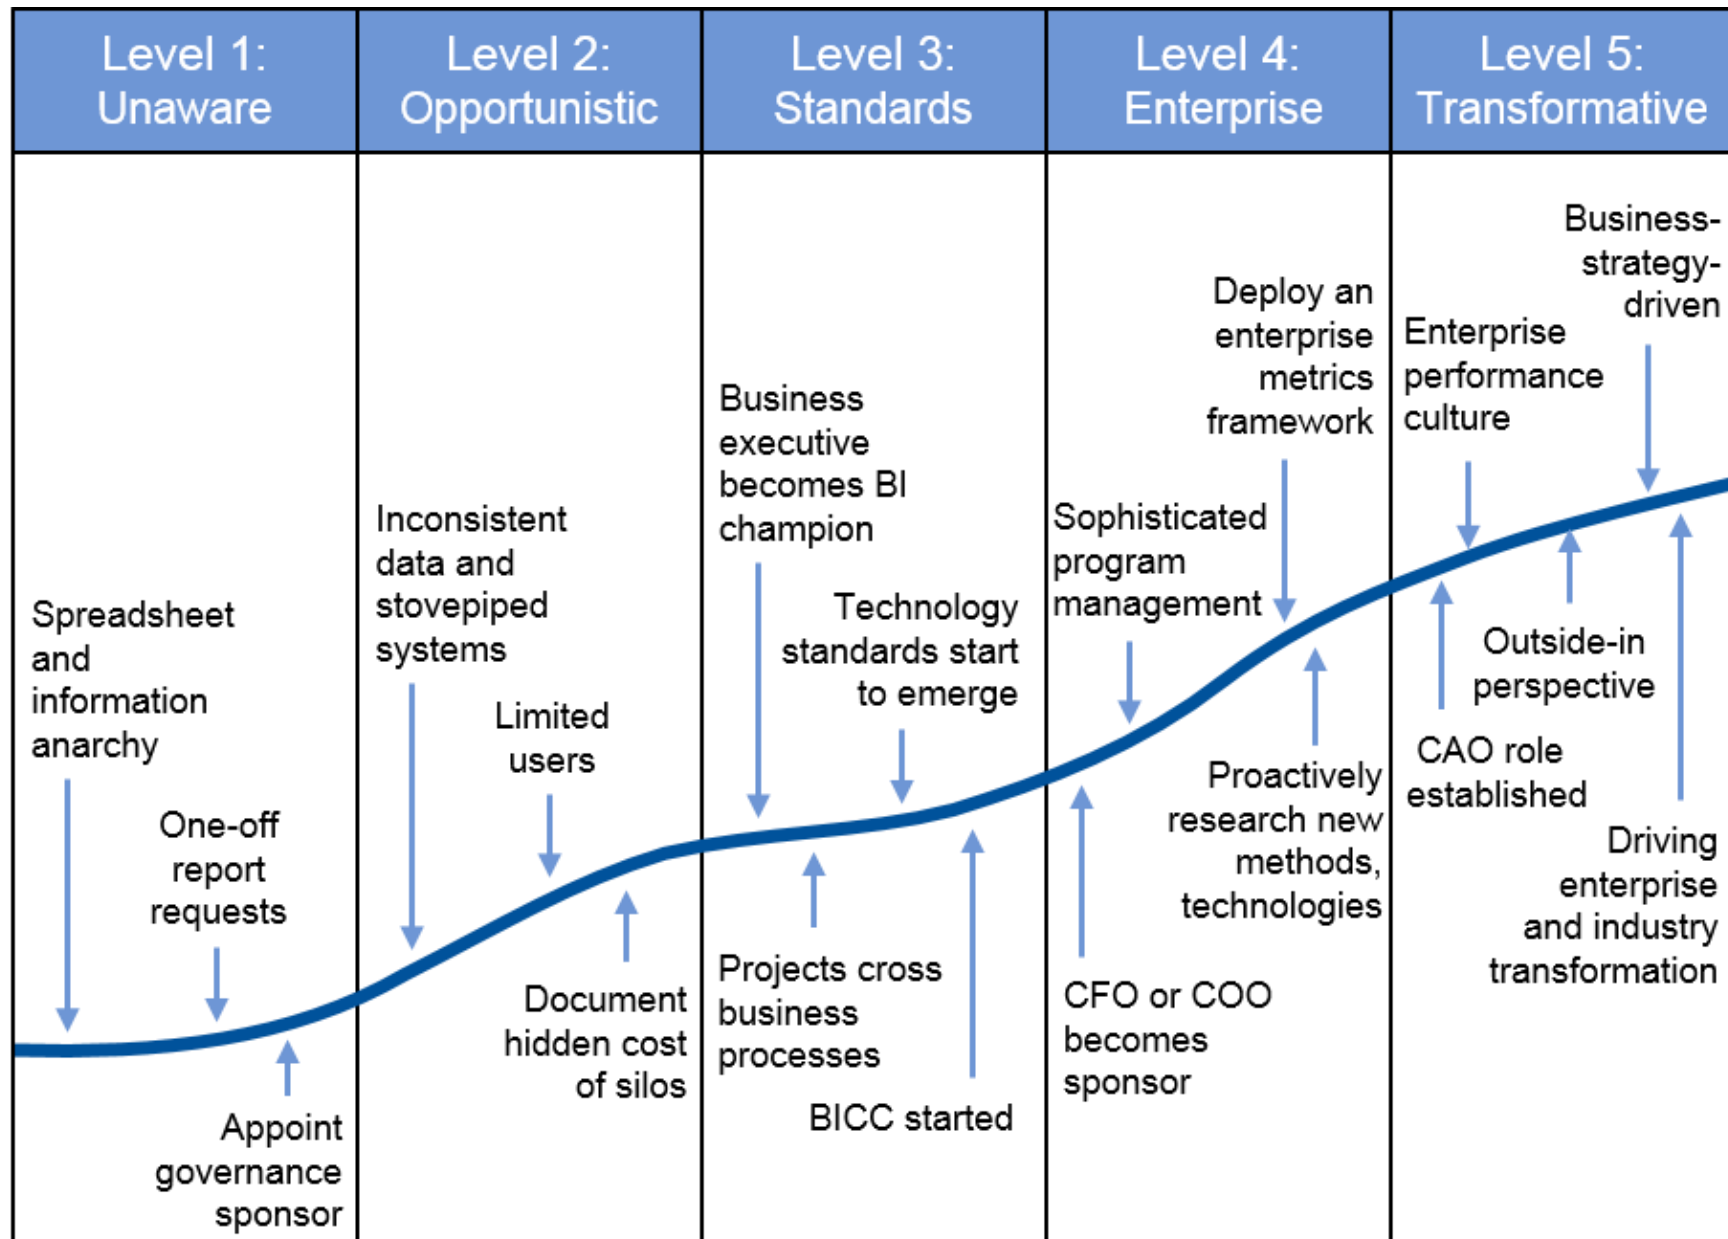 Level 1:
Unaware
Level 2:
Opportunistic
Level 3:
Standards
Level 4:
Enterprise
Level 5:
Transformative
Spreadsheet
and
information
anarchy
One-off
report
requests
Appoint
governance
sponsor
Inconsistent
data and
stovepiped
systems
Limited
users
Document
hidden cost
of silos
Business
executive
becomes BI
champion
Technology
standards start
to emerge
Projects cross
business
processes
BICC started
Sophisticated
program
management
Deploy an
enterprise
metrics
framework
Proactively
research new
methods,
technologies
CFO or COO
becomes
sponsor
Business-
strategy-
driven
Enterprise
performance
culture
Outside-in
perspective
CAO role
established
Driving
enterprise
and industry
transformation